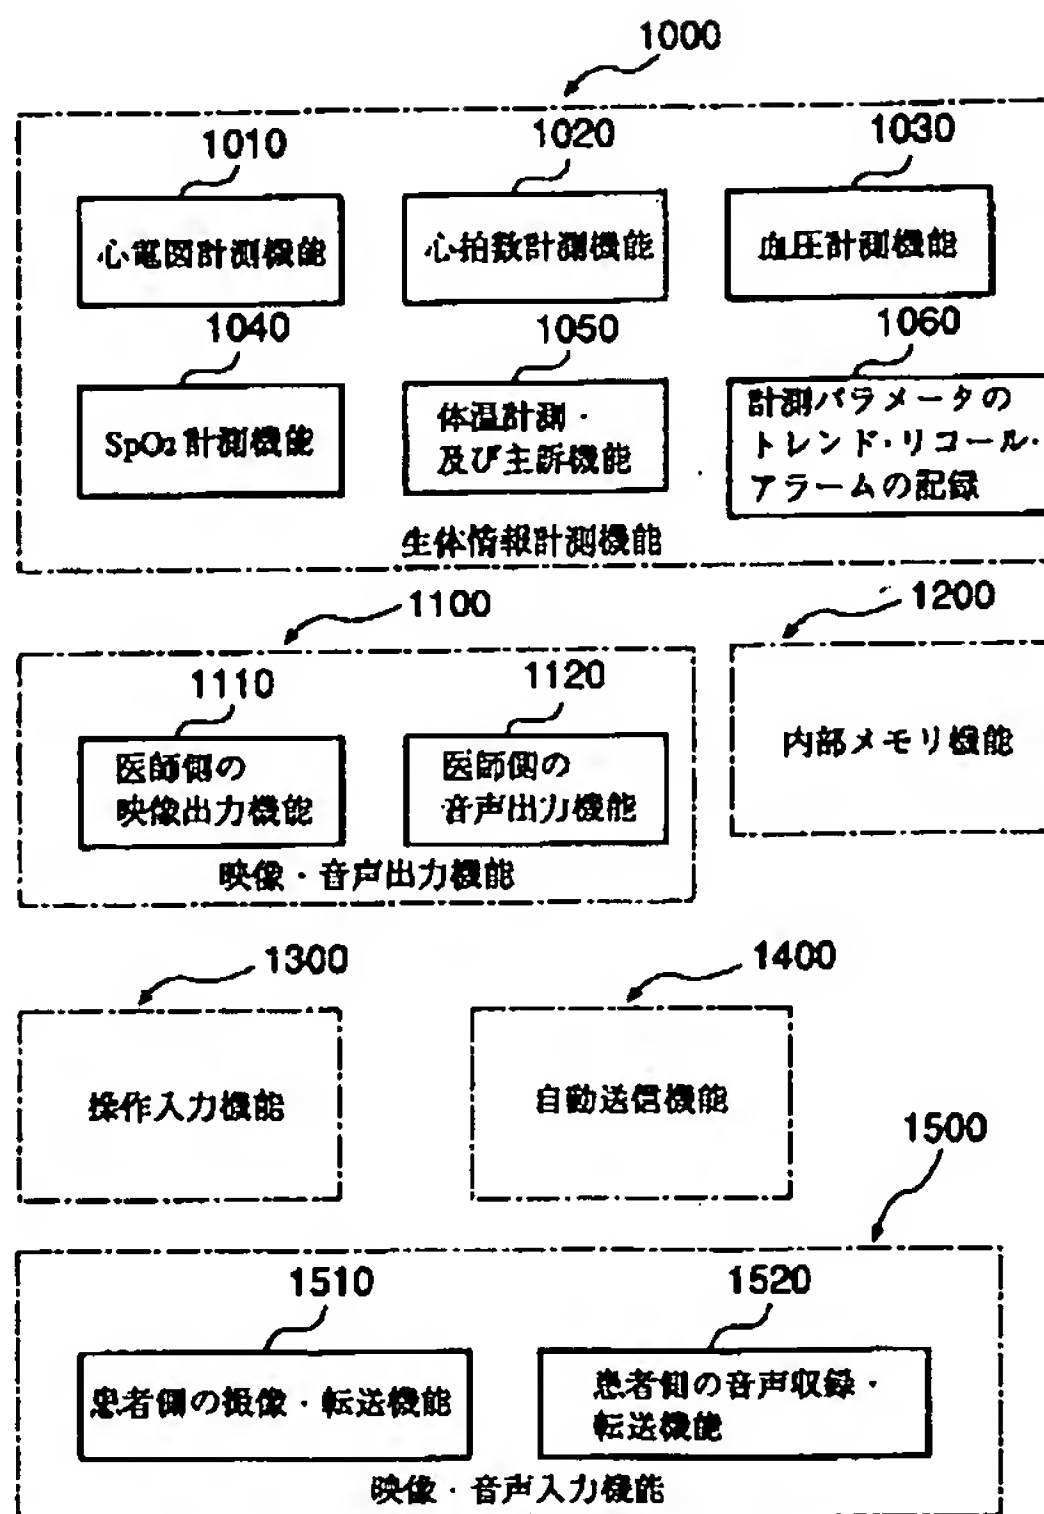 1000
1010
1020
1030
心電図計測機能
心拍数計測機能
血圧計測機能
1040
1050
1060
SpO₂計測機能
体温計測・
及び主訴機能
計測パラメータの
トレンド・リコール・
アラームの記録
生体情報計測機能
1100
1200
1110
1120
医師側の
映像出力機能
医師側の
音声出力機能
内部メモリ機能
映像・音声出力機能
1300
1400
操作入力機能
自動送信機能
1500
1510
1520
患者側の撮像・転送機能
患者側の音声収録・
転送機能
映像・音声入力機能